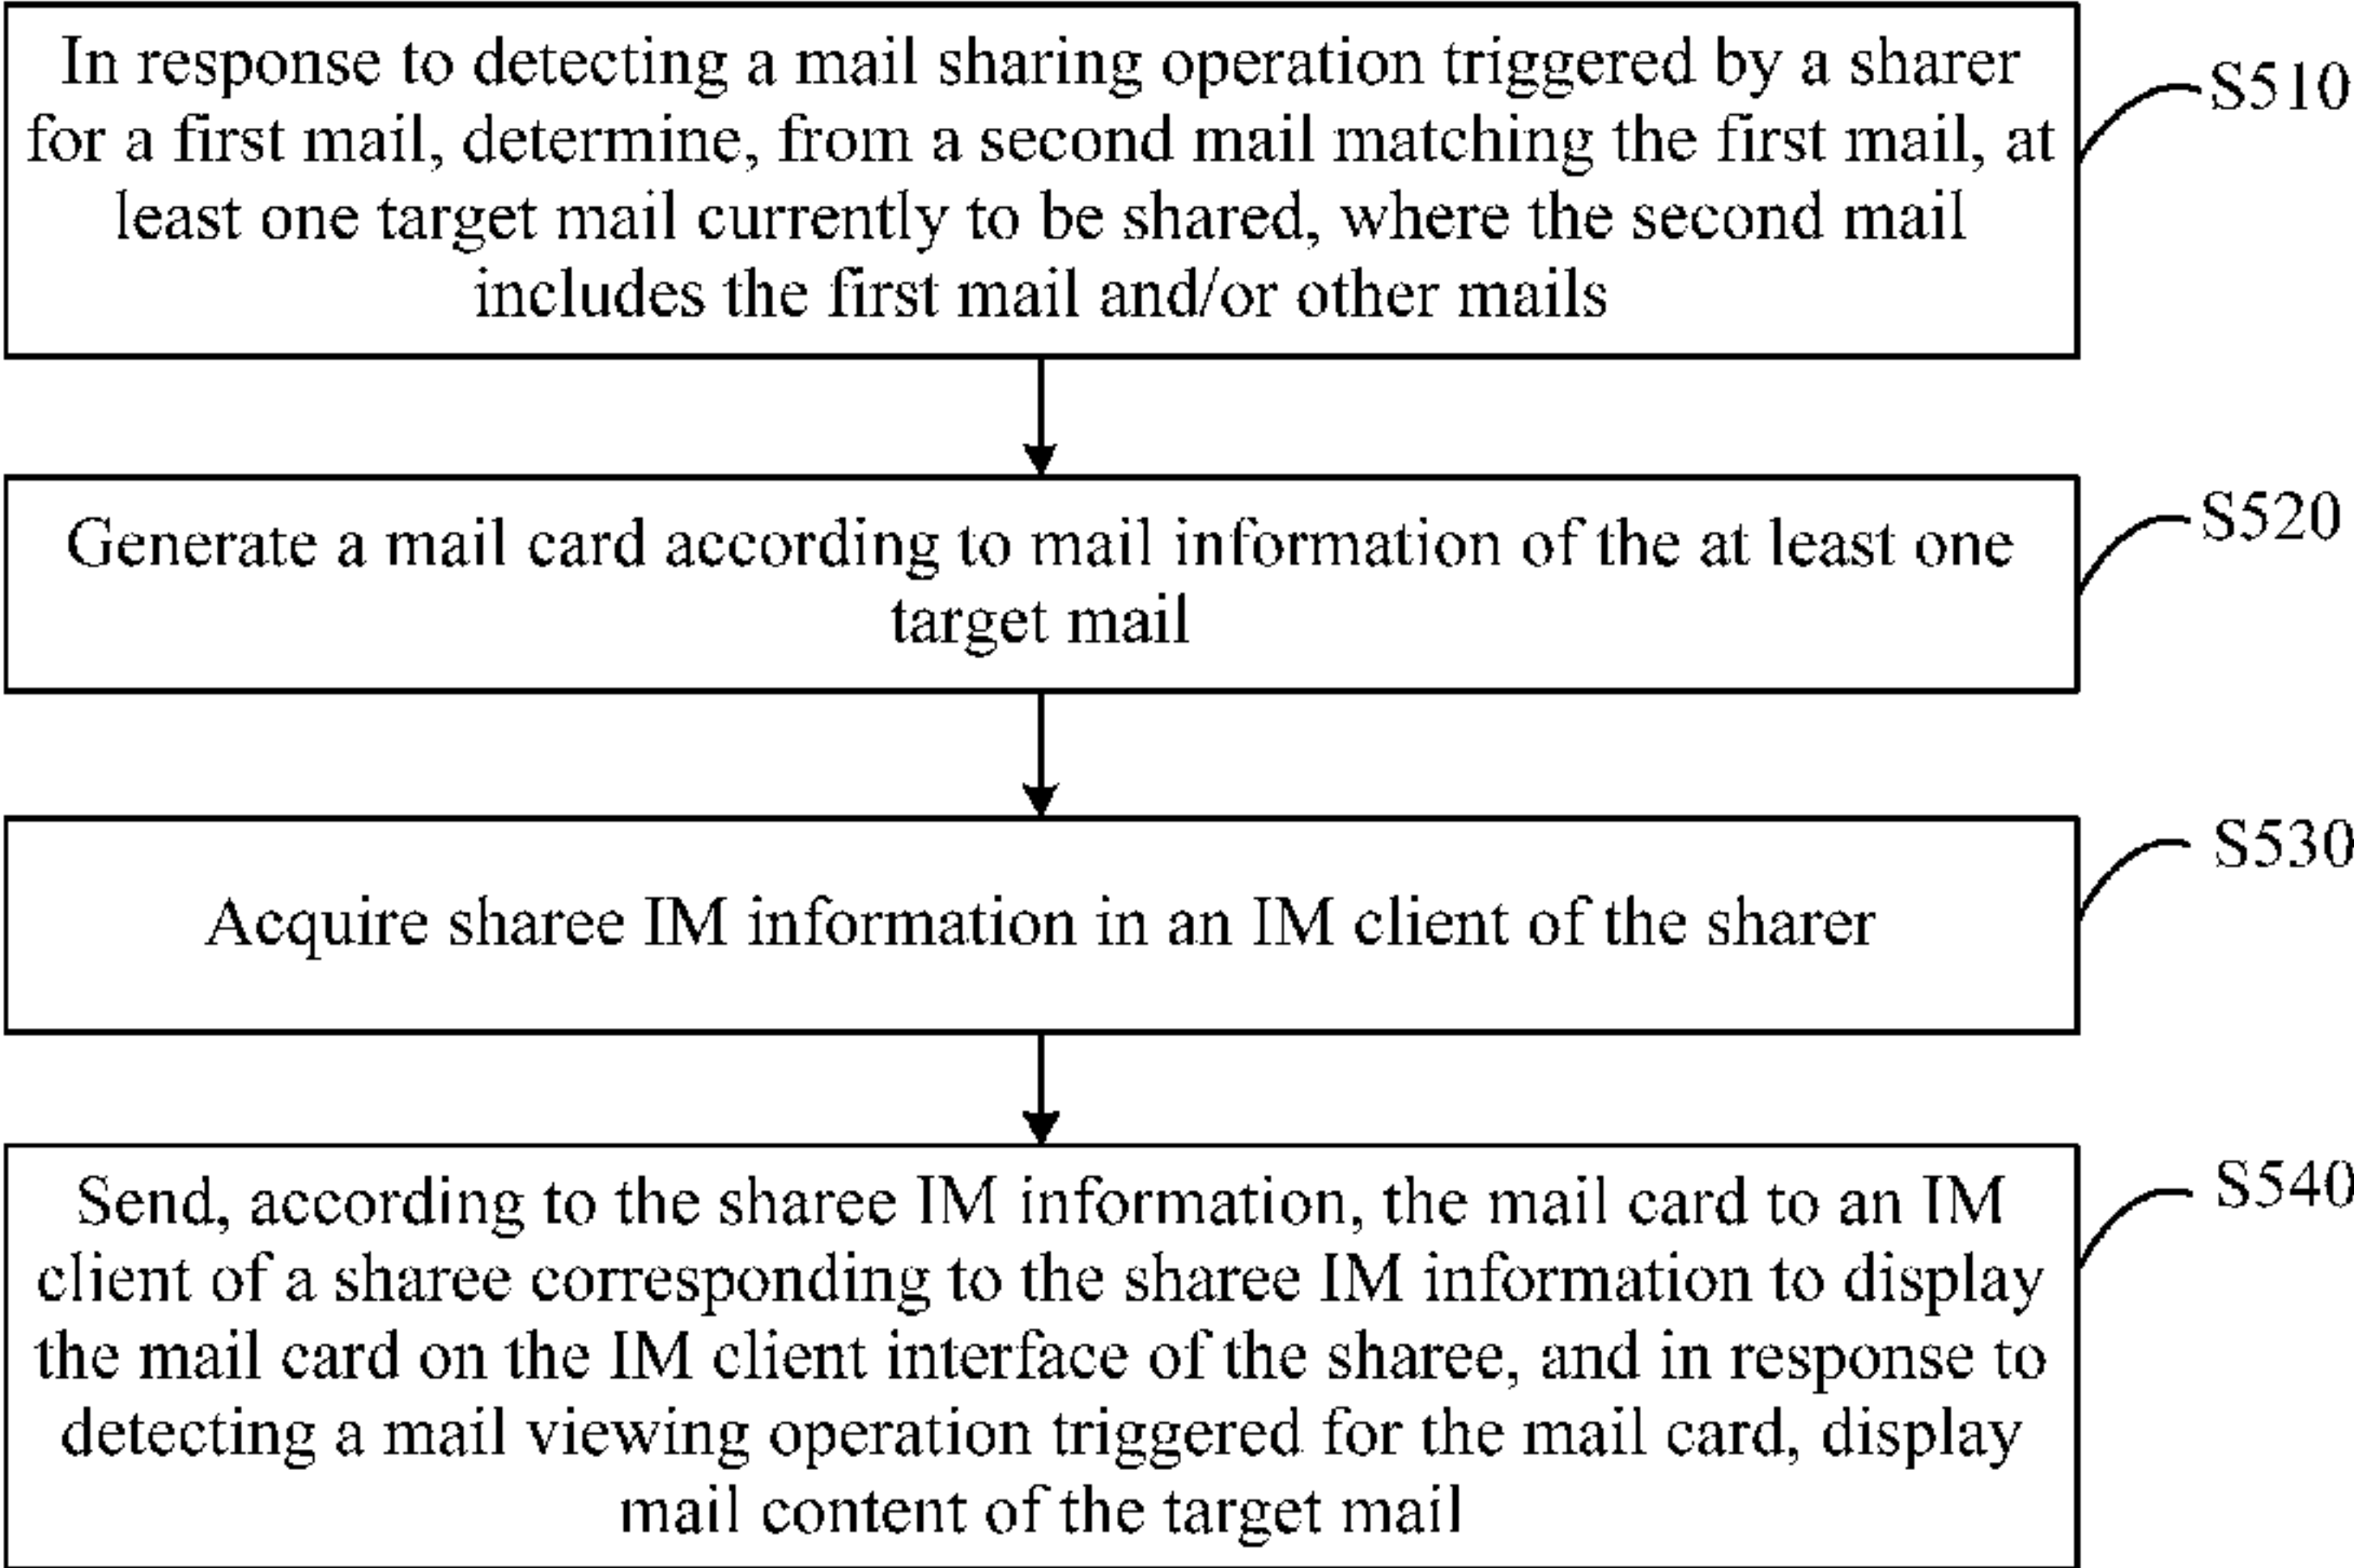 In response to detecting a mail sharing operation triggered by a sharer
for a first mail, determine, from a second mail matching the first mail, at
least one target mail currently to be shared, where the second mail
includes the first mail and/or other mails
S510
Generate a mail card according to mail information of the at least one
target mail
S520
Acquire sharee IM information in an IM client of the sharer
S530
Send, according to the sharee IM information, the mail card to an IM
client of a sharee corresponding to the sharee IM information to display
the mail card on the IM client interface of the sharee, and in response to
detecting a mail viewing operation triggered for the mail card, display
mail content of the target mail
S540